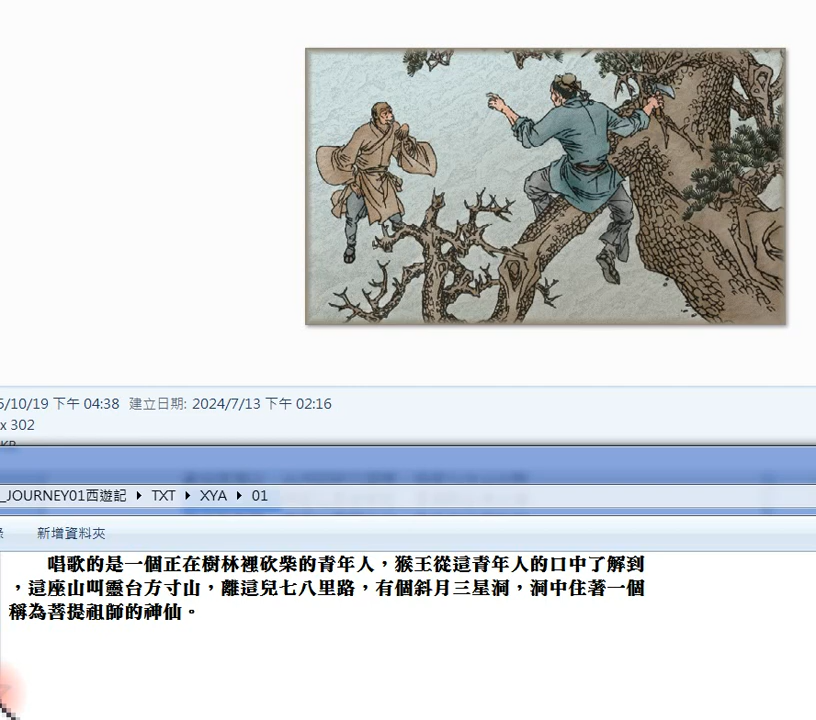 5/10/19 下午 04:38 建立日期: 2024/7/13 下午 02:16
x 302
KB
_JOURNEY01西遊記 TXT XYA 01
新增資料夾
唱歌的是一個正在樹林裡砍柴的青年人，猴王從這青年人的口中了解到
，這座山叫靈台方寸山，離這兒七八里路，有個斜月三星洞，洞中住著一個
稱為菩提祖師的神仙。